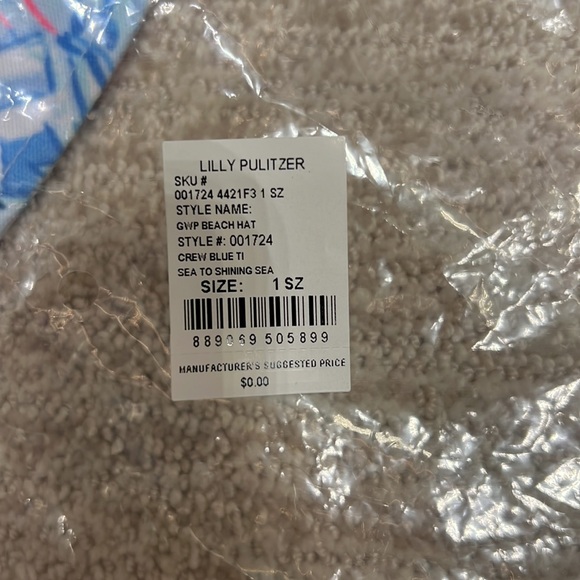 LILLY PULITZER
SKU #
001724 4421F3 1 SZ
STYLE NAME:
GWP BEACH HAT
STYLE #: 001724
CREW BLUE TI
SEA TO SHINING SEA
SIZE: 1 SZ
889069 505899
MANUFACTURER'S SUGGESTED PRICE
$0.00